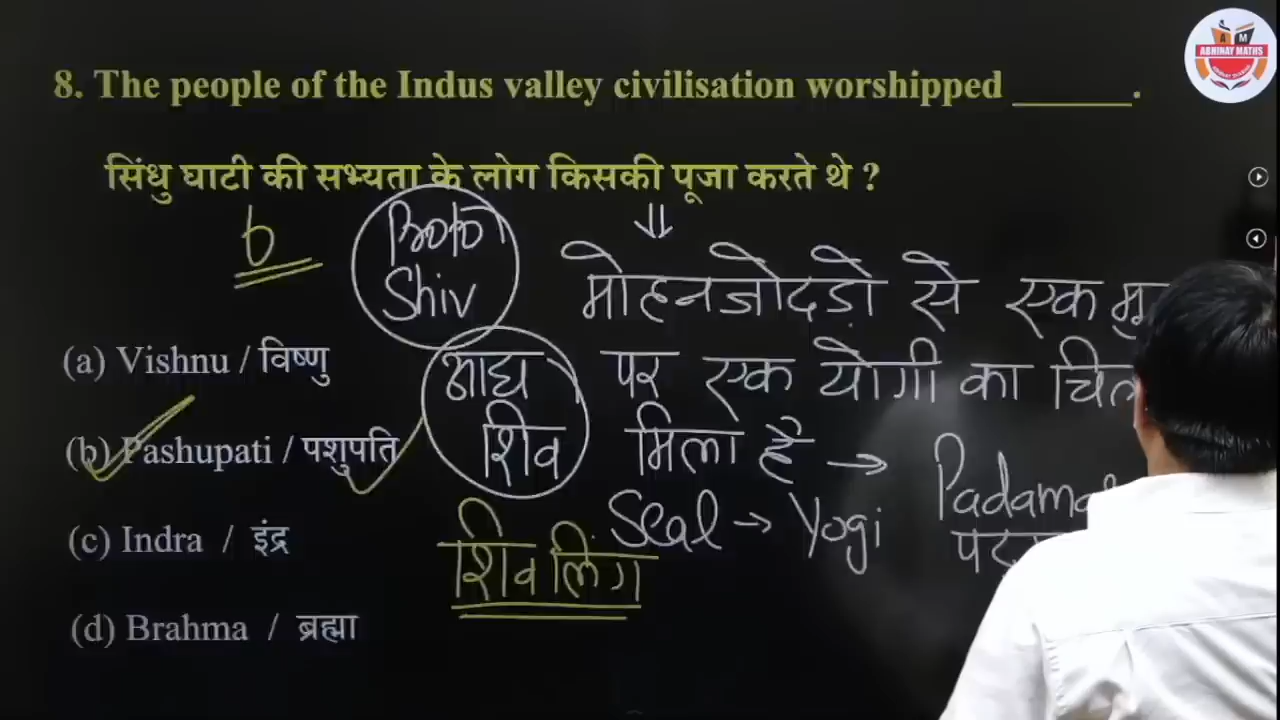 ABHINAY MATHS
8. The people of the Indus valley civilisation worshipped ______.
सिंधु घाटी की सभ्यता के लोग किसकी पूजा करते थे ?
b
Proto
Shiv
मोहनजोदड़ो से एक
(a) Vishnu / विष्णु
आद्य
शिव
पर एक योगी का
मिला है →
(b) Pashupati / पशुपति
Seal → Yogi
(c) Indra / इंद्र
शिवलिंग
(d) Brahma / ब्रह्मा